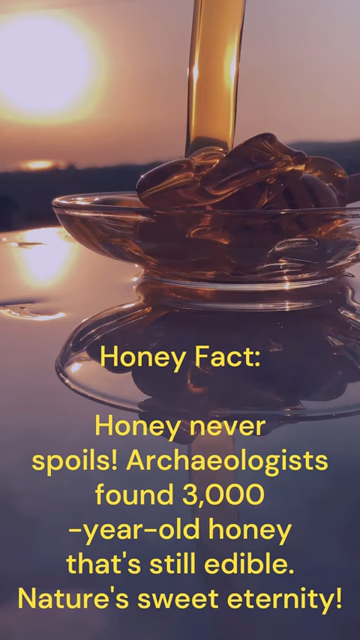 Honey Fact:
Honey never
spoils! Archaeologists
found 3,000
-year-old honey
that's still edible.
Nature's sweet eternity!